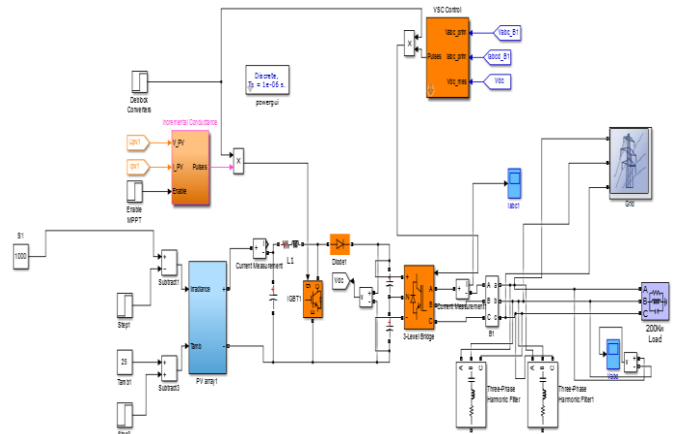 VSC Control
Vabc_prim
Vabc_B1
Iabc_prim
Iabcd_B1
Pulses
Vdc_mes
Vdc
X
Discrete,
Ts = 1e-06 s.
powergui
Deblock
Converters
Incremental Conductance
V_PV
I_PV
Pulses
Enable
X
Enable
MPPT
Iabc1
Grid
S1
1000
Subtract1
Step1
25
Tamb1
Subtract3
Irradiance
Tamb
PV array1
Current Measurement
L1
IGBT1
Diode1
Vdc
N
A
B
C
3-Level Bridge
Current Measurement
A
B
C
a
b
c
B1
A
B
C
200Kw
Load
Vabc
A
B
C
A
B
C
Three-Phase
Harmonic Filter
Three-Phase
Harmonic Filter1